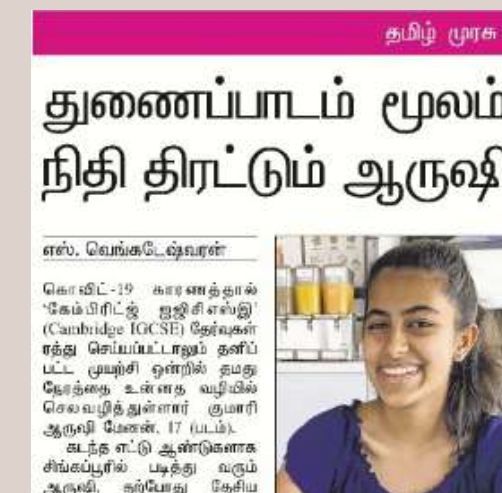 தமிழ் முரசு
துணைப்பாடம் மூலம்
நிதி திரட்டும் ஆருஷி
எஸ். வெங்கடேஷ்வரன்
கொவிட்-19 காரணத்தால்
‘கேம்பிரிட்ஜ் ஐஜிசிஎஸ்இ’
(Cambridge IGCSE) தேர்வுகள்
ரத்து செய்யப்பட்டாலும் தனிப்
பட்ட முயற்சி ஒன்றில் தமது
நேரத்தை உன்னத வழியில்
செலவழித்துள்ளார் குமாரி
ஆருஷி மேனன், 17 (படம்).
கடந்த எட்டு ஆண்டுகளாக
சிங்கப்பூரில் படித்து வரும்
ஆருஷி, தற்போது தேசிய